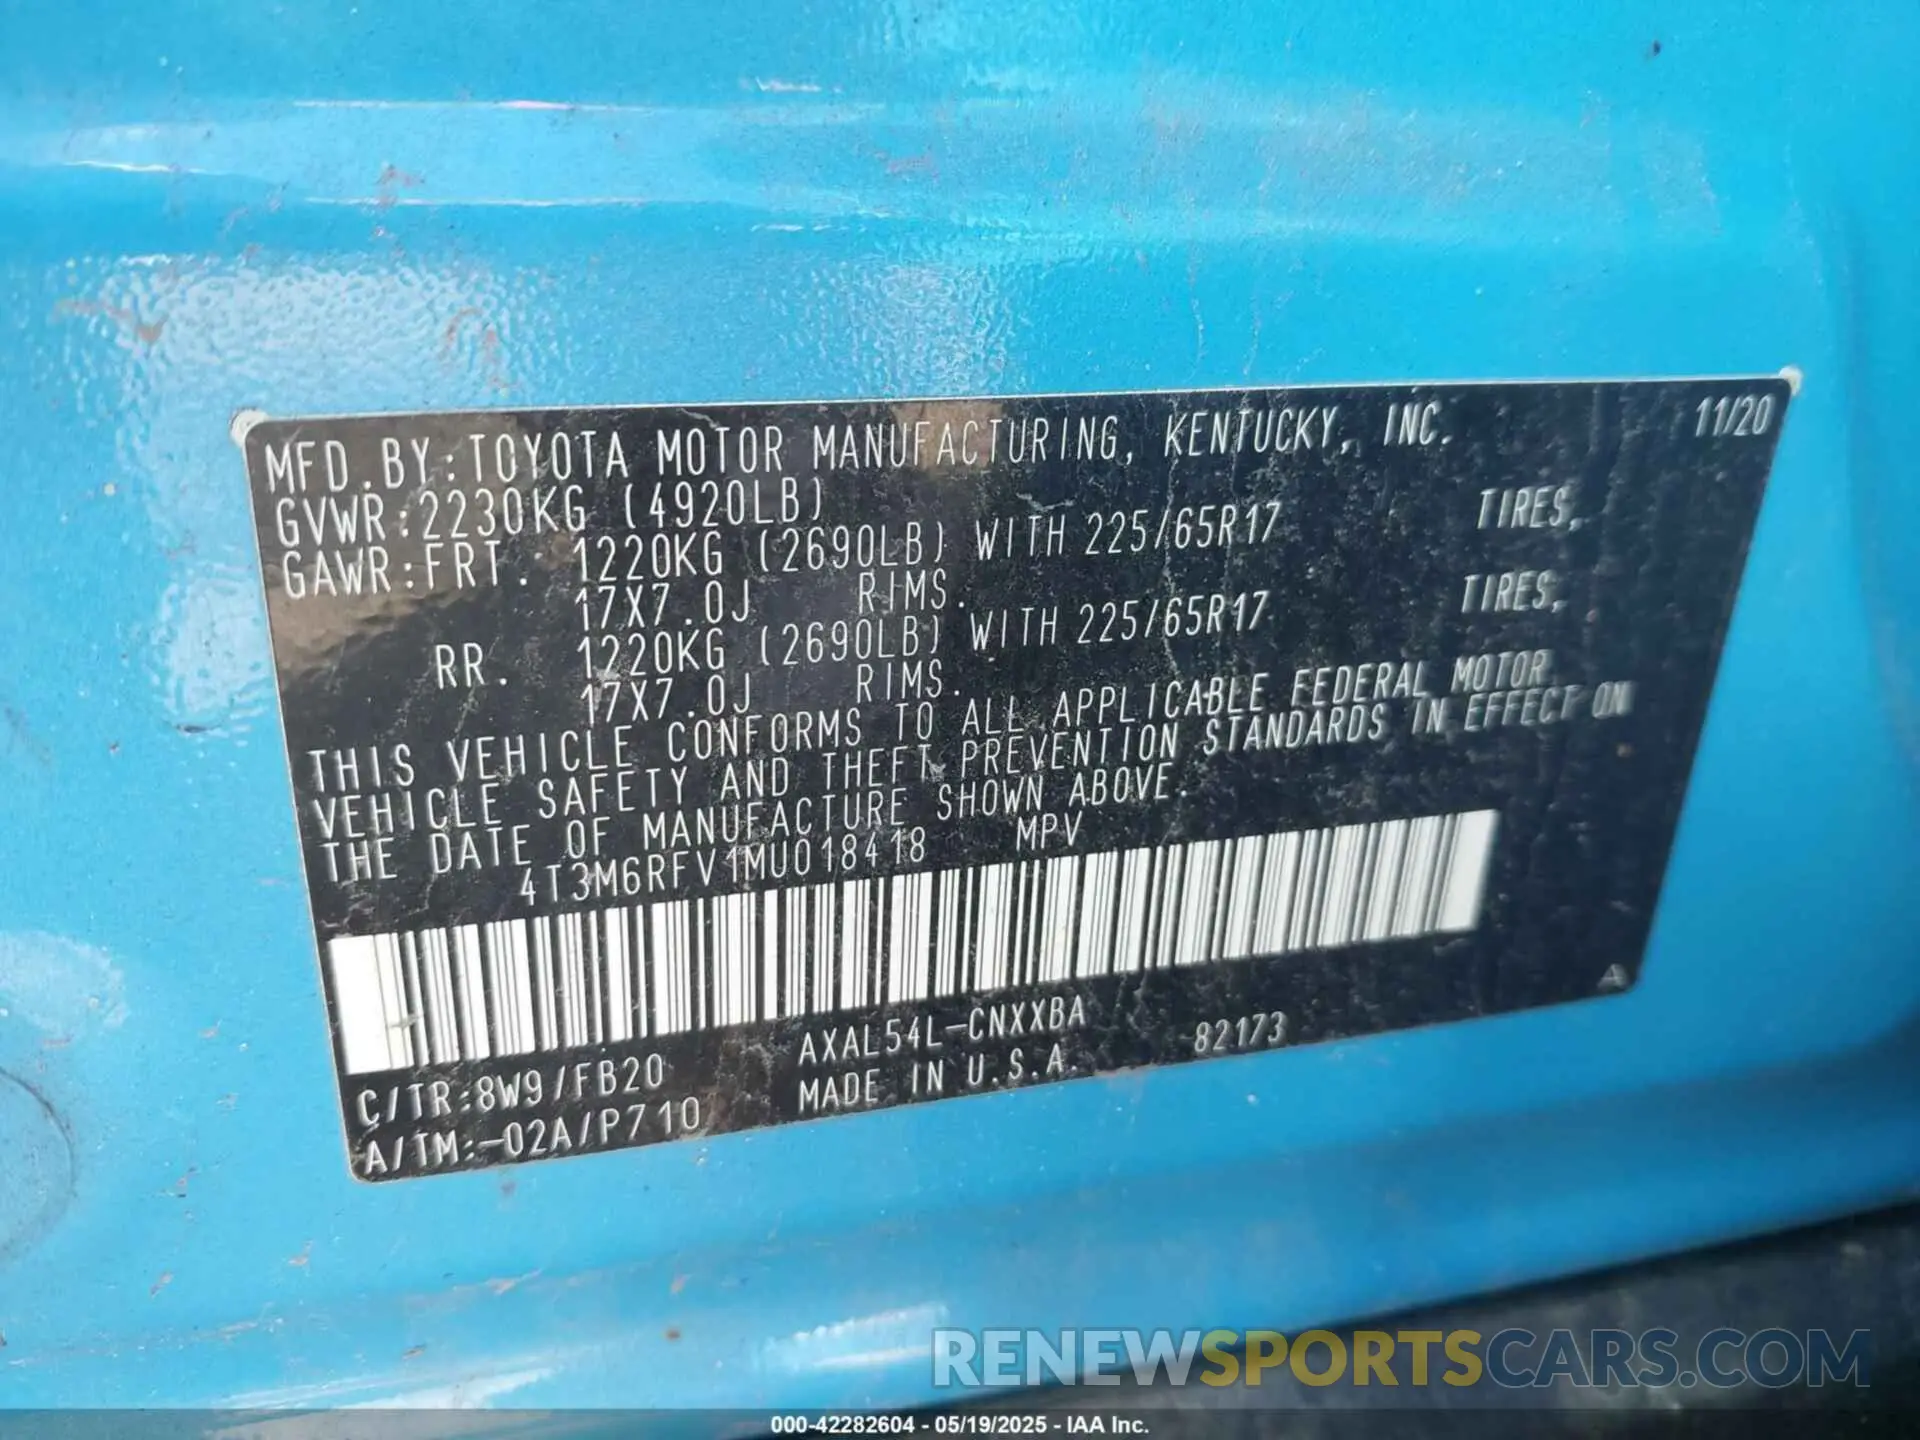 MFD.BY:TOYOTA MOTOR MANUFACTURING, KENTUCKY, INC. 11/20
GVWR:2230KG (4920LB)
GAWR:FRT. 1220KG (2690LB) WITH 225/65R17 TIRES,
17X7.0J RIMS.
RR. 1220KG (2690LB) WITH 225/65R17 TIRES,
17X7.0J RIMS.
THIS VEHICLE CONFORMS TO ALL APPLICABLE FEDERAL MOTOR
VEHICLE SAFETY AND THEFT PREVENTION STANDARDS IN EFFECT ON
THE DATE OF MANUFACTURE SHOWN ABOVE.
4T3M6RFV1MU018418 MPV
C/TR:8W9/FB20 AXAL54L-CNXXBA 82173
A/TM:-02A/P710 MADE IN U.S.A.
A
RENEWSPORTSCARS.COM
000-42282604 - 05/19/2025 - IAA Inc.